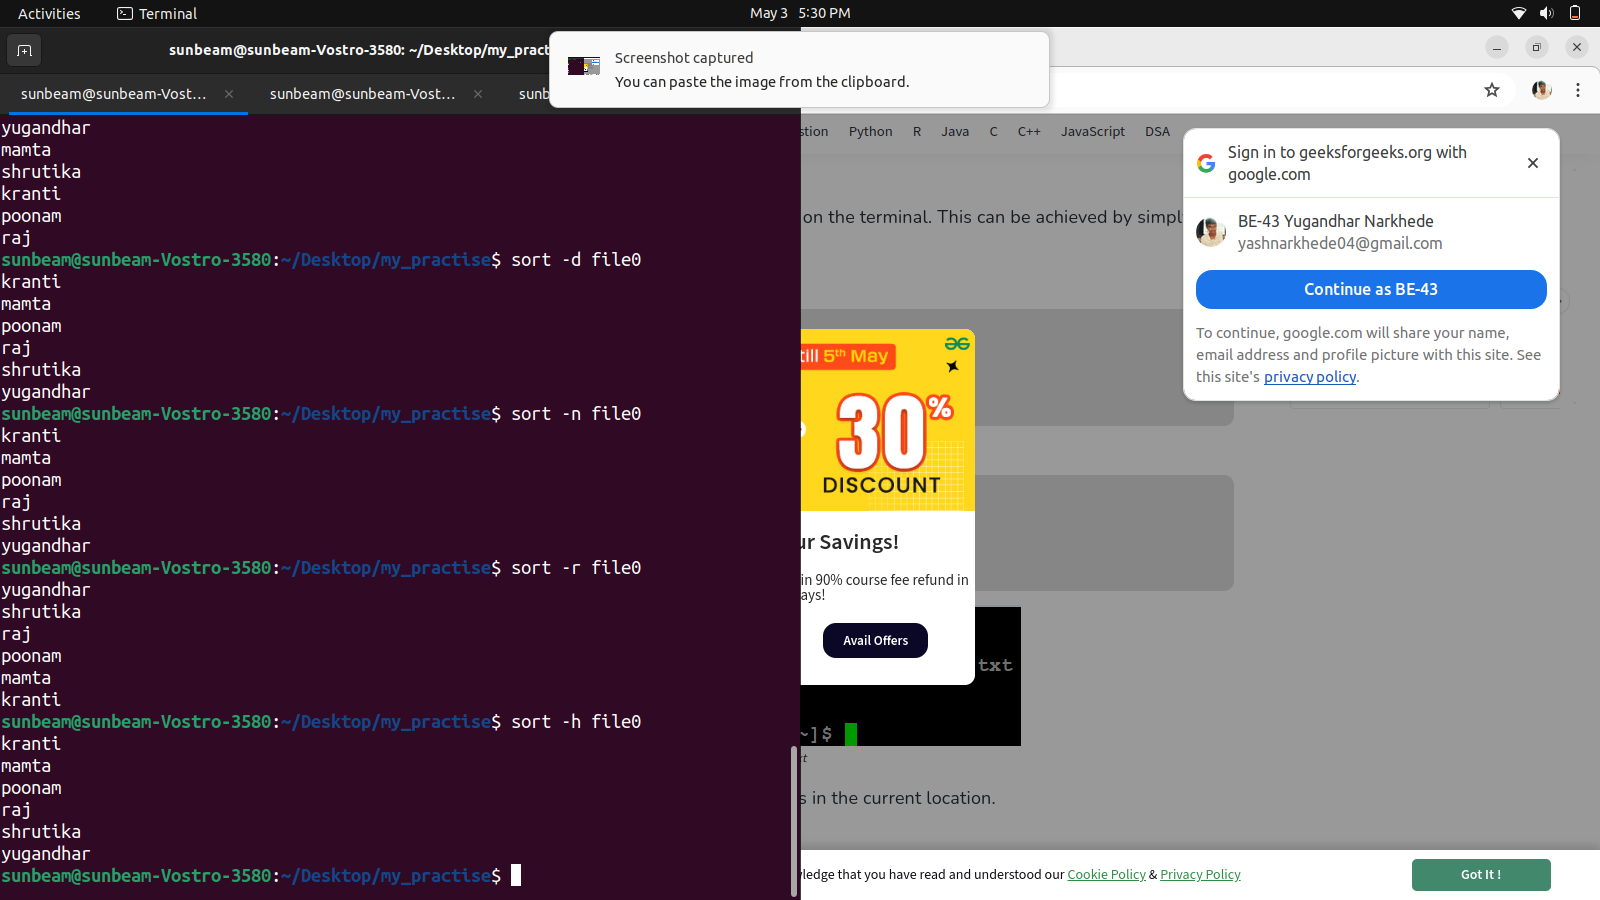 Activities
Terminal
May 3 5:30 PM
sunbeam@sunbeam-Vostro-3580: ~/Desktop/my_pract
Screenshot captured
You can paste the image from the clipboard.
sunbeam@sunbeam-Vost...
sunbeam@sunbeam-Vost...
sunb
yugandhar
mamta
shrutika
kranti
poonam
raj
sunbeam@sunbeam-Vostro-3580:~/Desktop/my_practise$ sort -d file0
kranti
mamta
poonam
raj
shrutika
yugandhar
sunbeam@sunbeam-Vostro-3580:~/Desktop/my_practise$ sort -n file0
kranti
mamta
poonam
raj
shrutika
yugandhar
sunbeam@sunbeam-Vostro-3580:~/Desktop/my_practise$ sort -r file0
yugandhar
shrutika
raj
poonam
mamta
kranti
sunbeam@sunbeam-Vostro-3580:~/Desktop/my_practise$ sort -h file0
kranti
mamta
poonam
raj
shrutika
yugandhar
sunbeam@sunbeam-Vostro-3580:~/Desktop/my_practise$
stion Python R Java C C++ JavaScript DSA
on the terminal. This can be achieved by simpl
Sign in to geeksforgeeks.org with
google.com
BE-43 Yugandhar Narkhede
yashnarkhede04@gmail.com
Continue as BE-43
To continue, google.com will share your name,
email address and profile picture with this site. See
this site's privacy policy.
till 5th May
30%
DISCOUNT
ur Savings!
in 90% course fee refund in
ays!
Avail Offers
txt
~]$
xt
s in the current location.
wledge that you have read and understood our Cookie Policy & Privacy Policy
Got It !